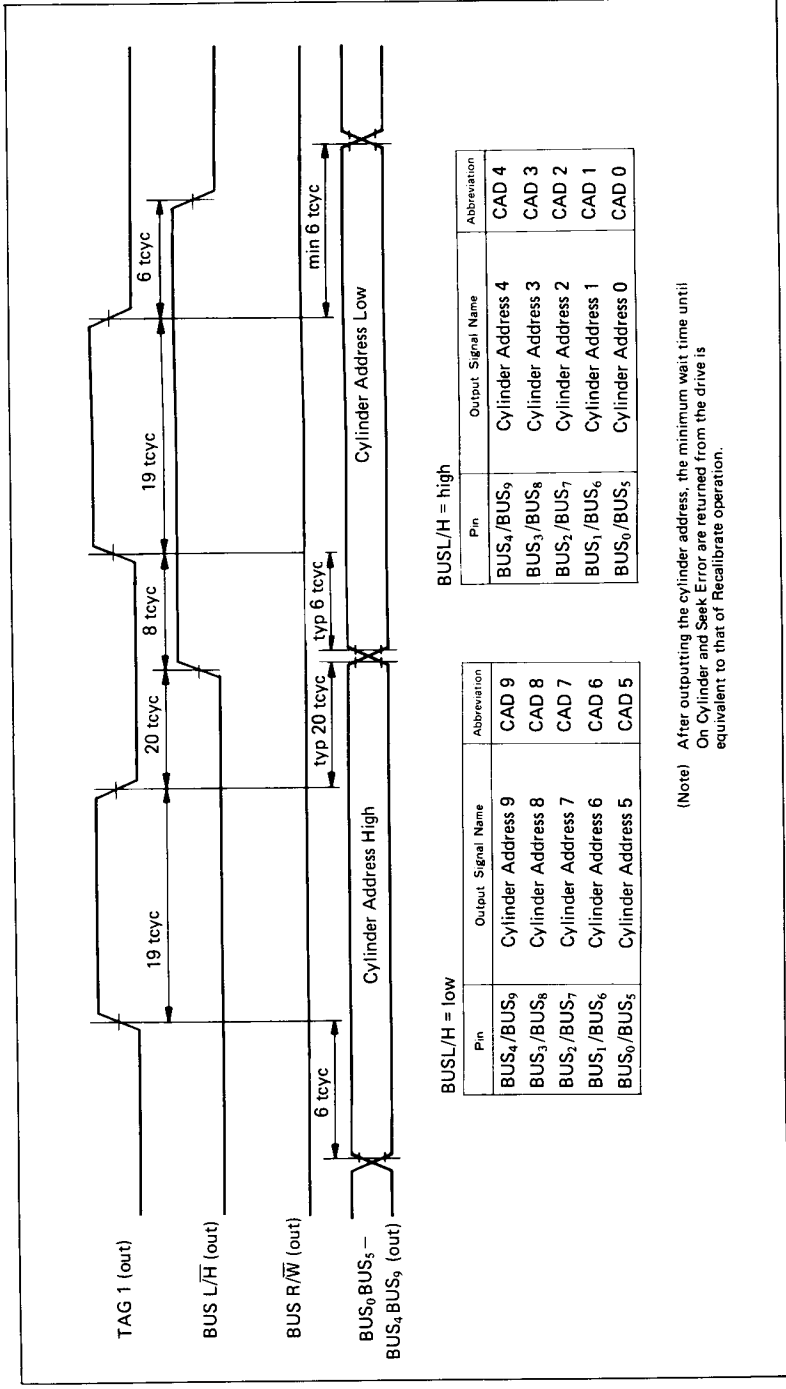 TAG 1 (out)
19 tcyc
20 tcyc
8 tcyc
19 tcyc
6 tcyc
BUS L/H̅ (out)
BUS R/W̅ (out)
6 tcyc
typ 20 tcyc
typ 6 tcyc
min 6 tcyc
BUS₀ BUS₅ –
BUS₄ BUS₉ (out)
Cylinder Address High
Cylinder Address Low
BUSL/H = low
Pin Output Signal Name Abbreviation
BUS₄/BUS₉ Cylinder Address 9 CAD 9
BUS₃/BUS₈ Cylinder Address 8 CAD 8
BUS₂/BUS₇ Cylinder Address 7 CAD 7
BUS₁/BUS₆ Cylinder Address 6 CAD 6
BUS₀/BUS₅ Cylinder Address 5 CAD 5
BUSL/H = high
Pin Output Signal Name Abbreviation
BUS₄/BUS₉ Cylinder Address 4 CAD 4
BUS₃/BUS₈ Cylinder Address 3 CAD 3
BUS₂/BUS₇ Cylinder Address 2 CAD 2
BUS₁/BUS₆ Cylinder Address 1 CAD 1
BUS₀/BUS₅ Cylinder Address 0 CAD 0
(Note) After outputting the cylinder address, the minimum wait time until
On Cylinder and Seek Error are returned from the drive is
equivalent to that of Recalibrate operation.